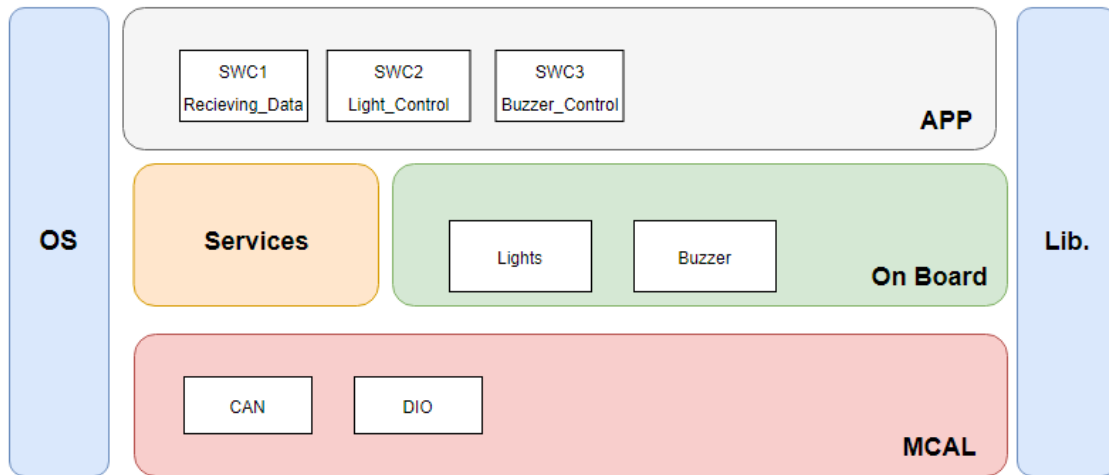 SWC1
Recieving_Data
SWC2
Light_Control
SWC3
Buzzer_Control
APP
OS
Services
Lights
Buzzer
On Board
Lib.
CAN
DIO
MCAL